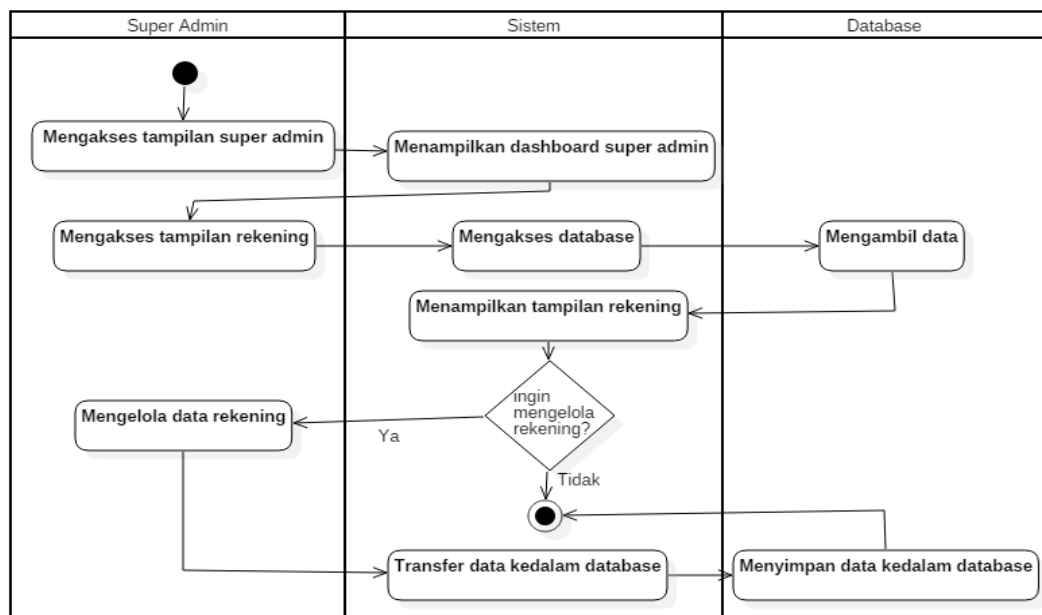 Super Admin
Sistem
Database
Mengakses tampilan super admin
Menampilkan dashboard super admin
Mengakses tampilan rekening
Mengakses database
Mengambil data
Menampilkan tampilan rekening
ingin
mengelola
rekening?
Mengelola data rekening
Ya
Tidak
Transfer data kedalam database
Menyimpan data kedalam database